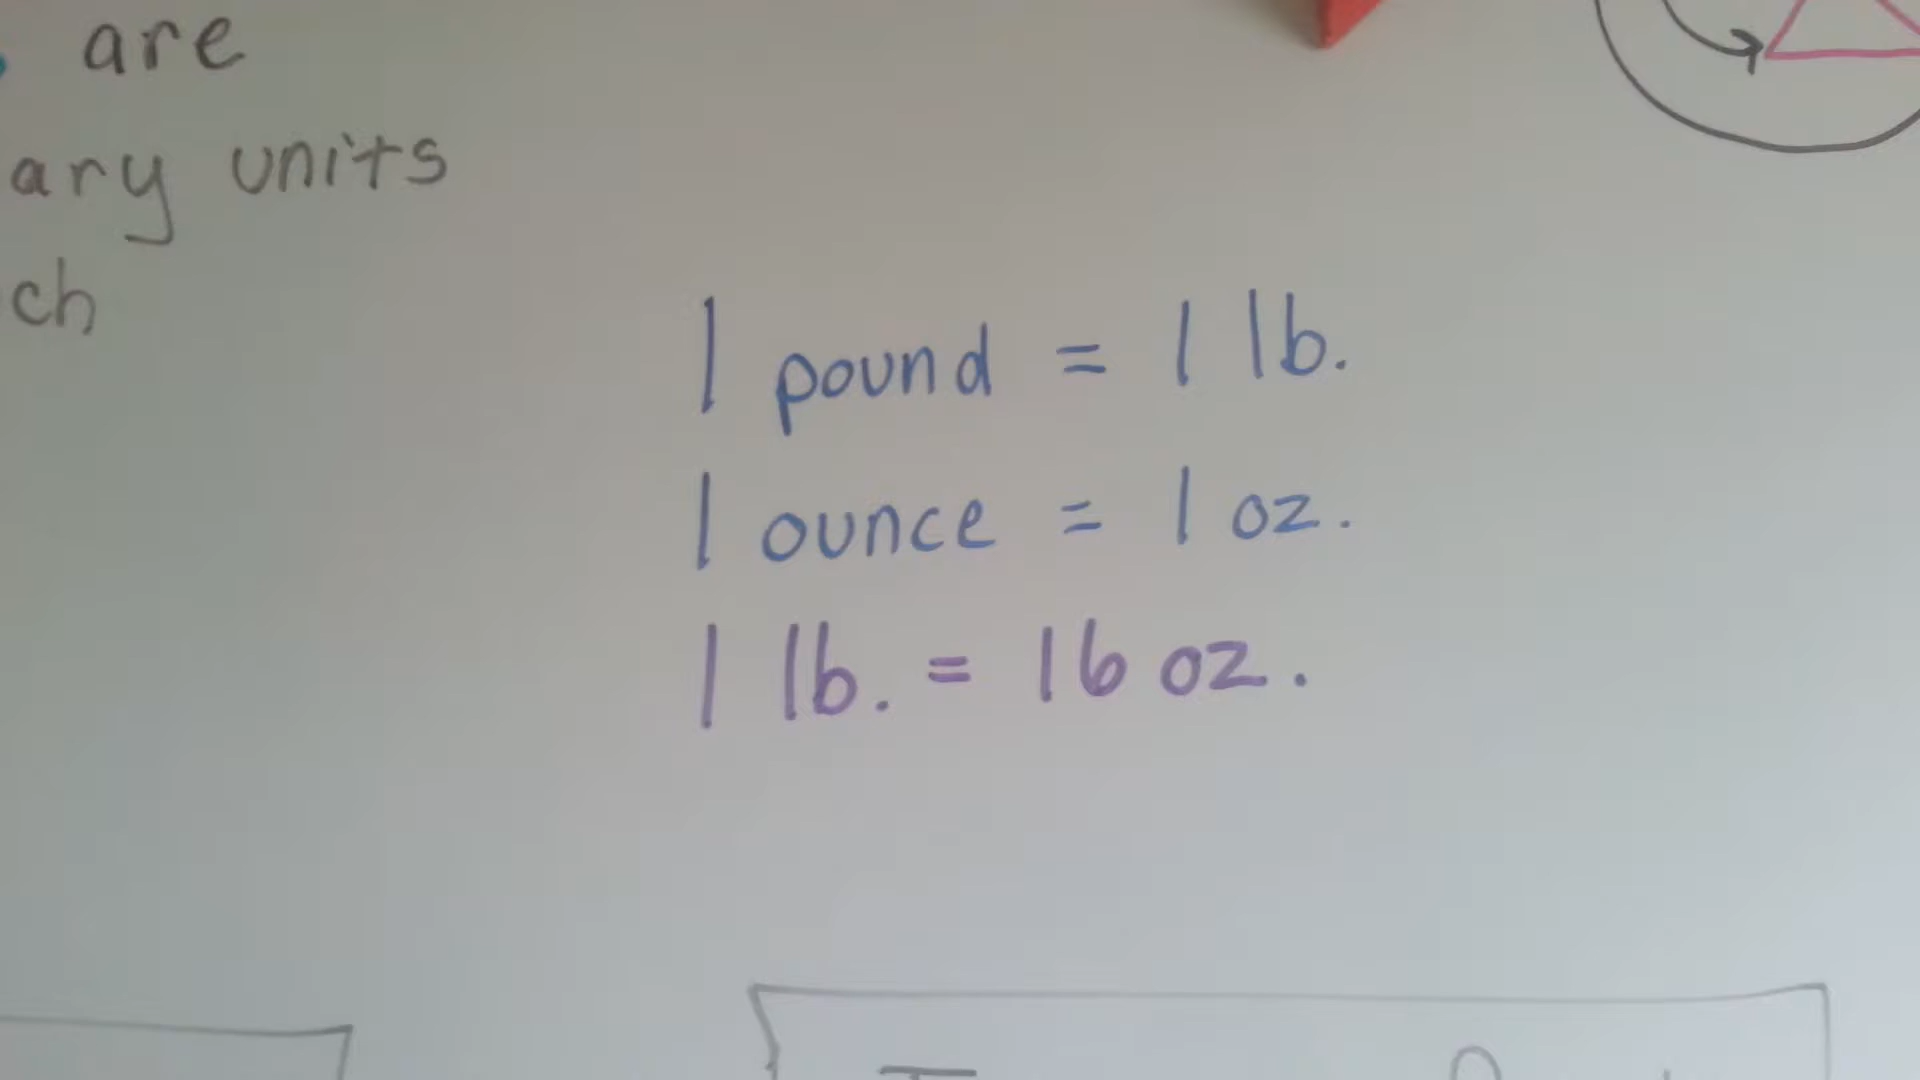 are
ary units
ch
1 pound = 1 lb.
1 ounce = 1 oz.
1 lb. = 16 oz.